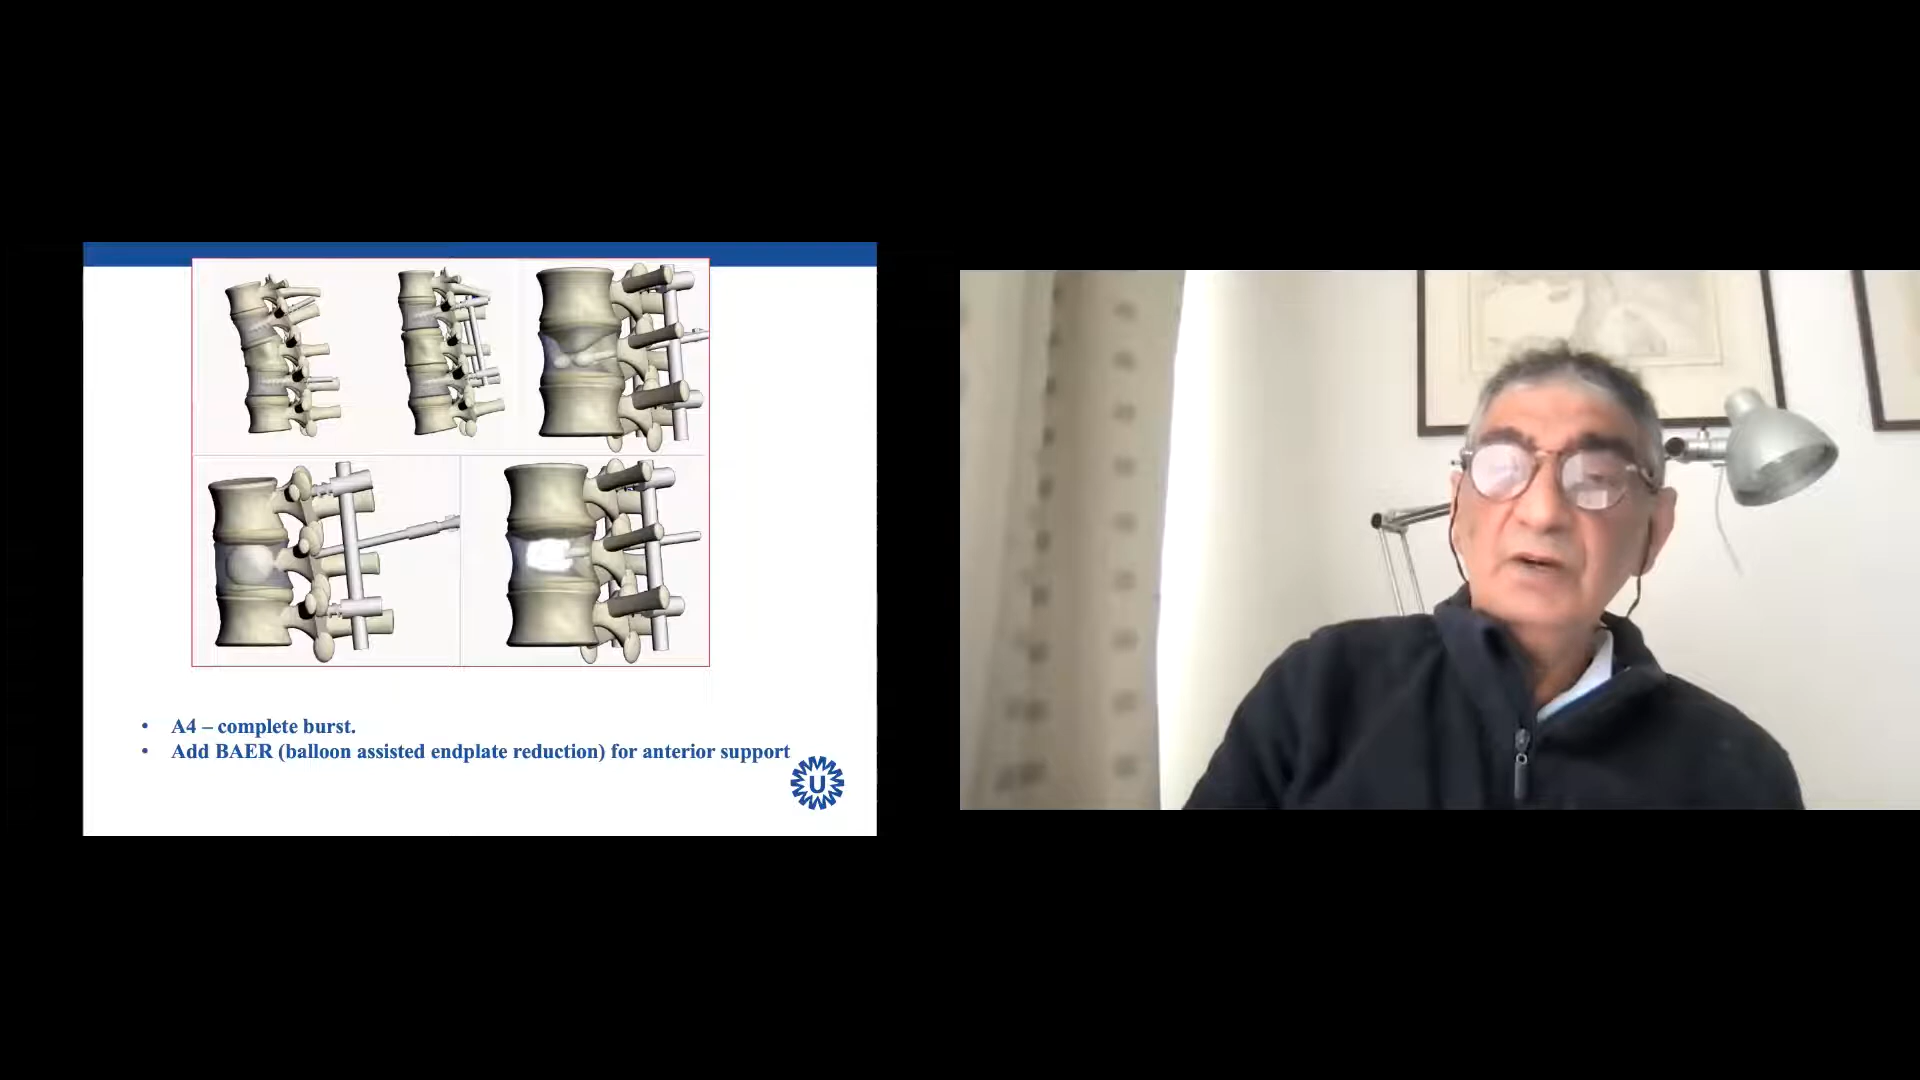 • A4 – complete burst.
• Add BAER (balloon assisted endplate reduction) for anterior support
U